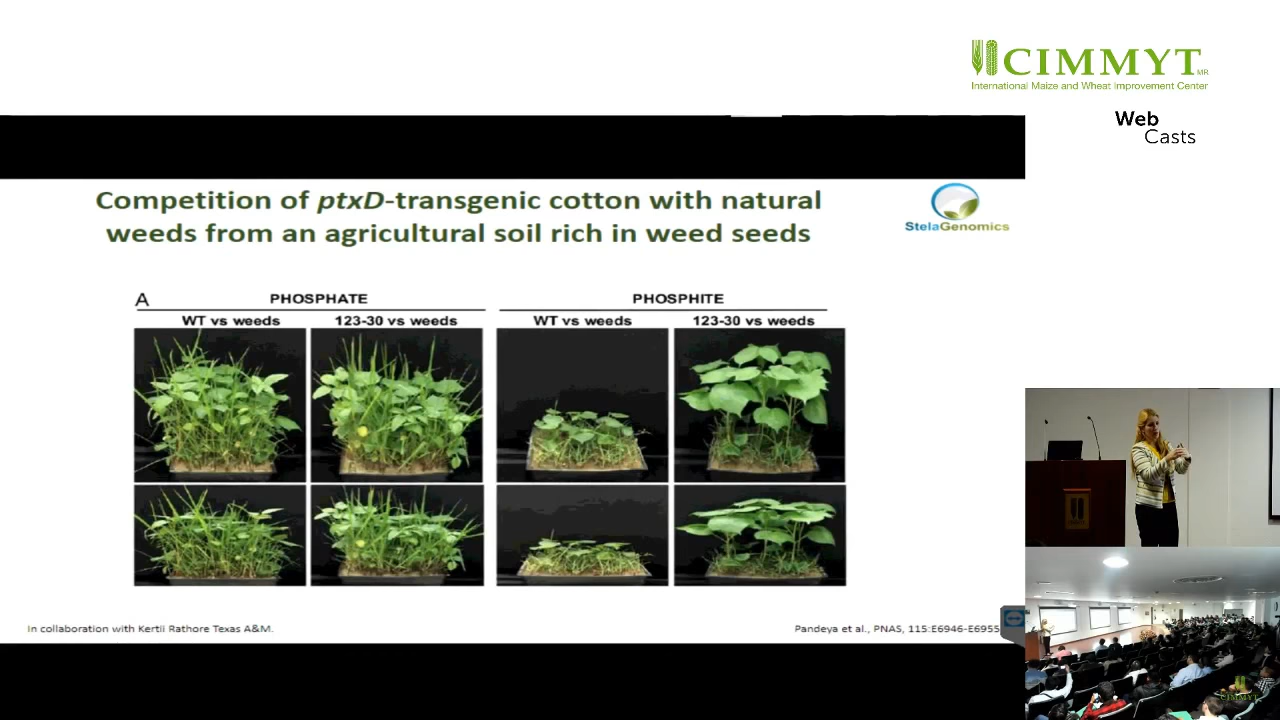 CIMMYT MR
International Maize and Wheat Improvement Center
Web
Casts
Competition of ptxD-transgenic cotton with natural
weeds from an agricultural soil rich in weed seeds
StelaGenomics
A
PHOSPHATE
PHOSPHITE
WT vs weeds
123-30 vs weeds
WT vs weeds
123-30 vs weeds
In collaboration with Kertii Rathore Texas A&M.
Pandeya et al., PNAS, 115:E6946-E6955
CIMMYT